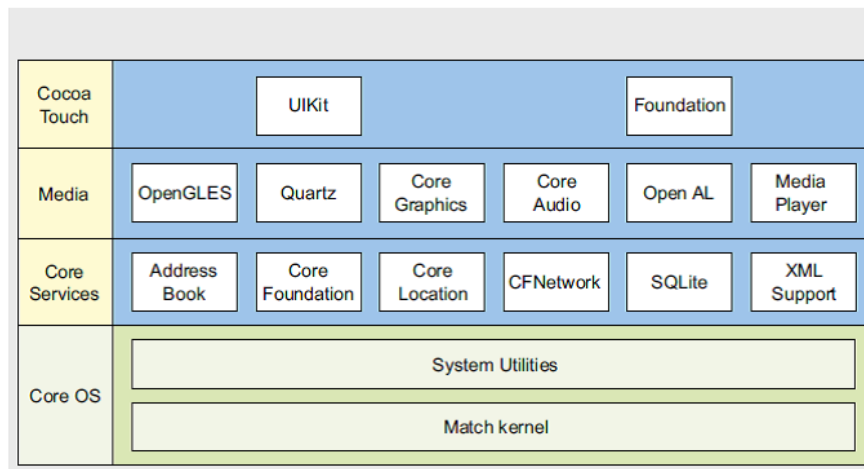 Cocoa
Touch
UIKit
Foundation
Media
OpenGLES
Quartz
Core
Graphics
Core
Audio
Open AL
Media
Player
Core
Services
Address
Book
Core
Foundation
Core
Location
CFNetwork
SQLite
XML
Support
Core OS
System Utilities
Match kernel